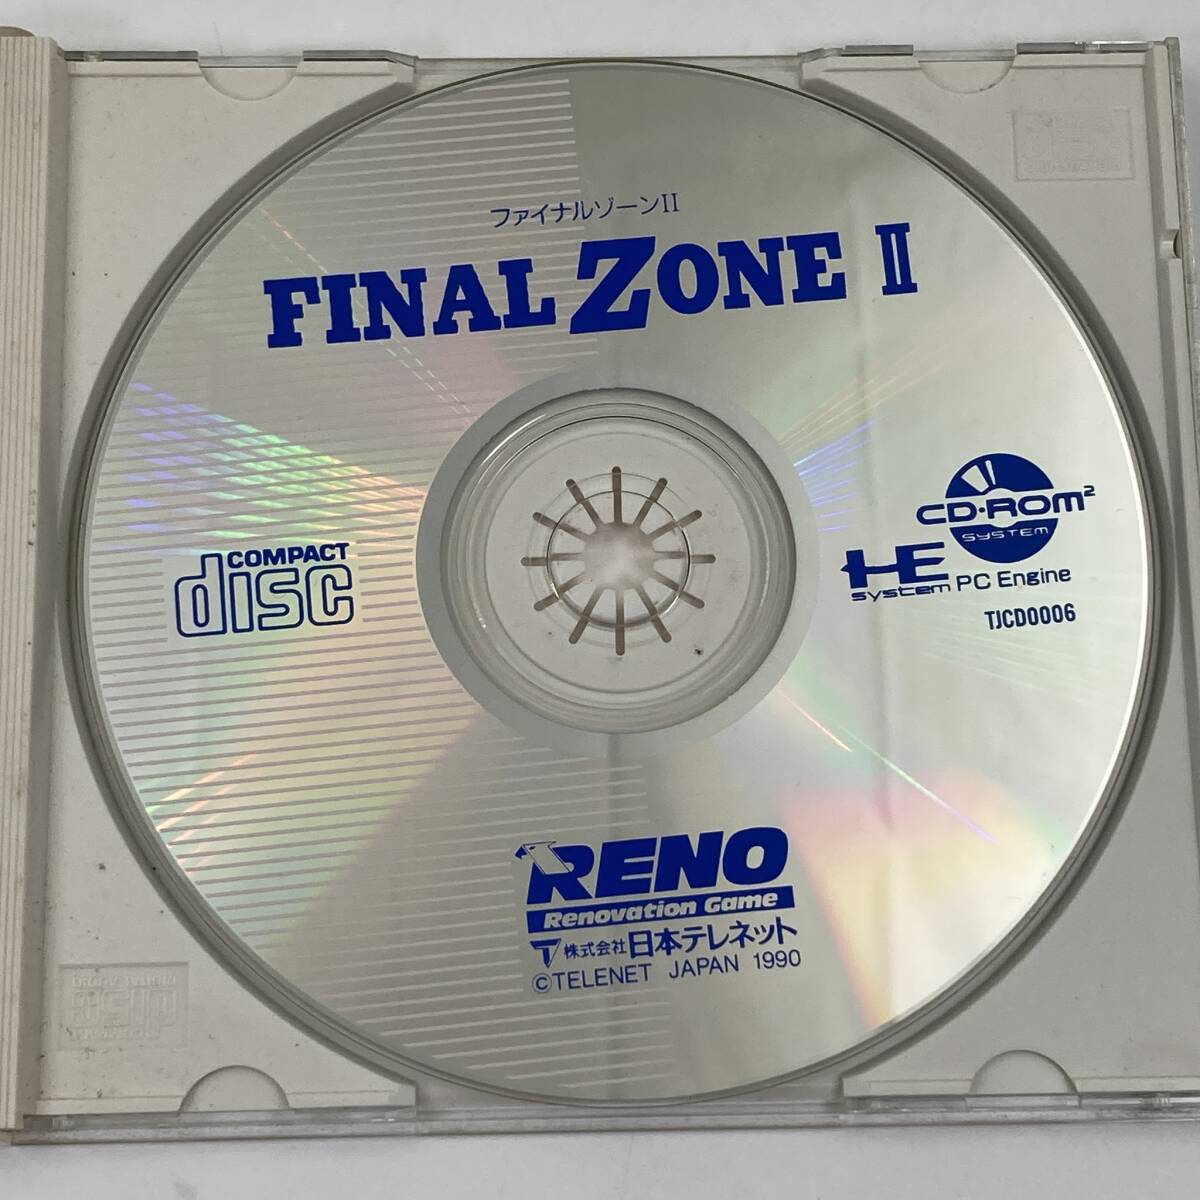 ファイナルゾーンII
FINAL ZONE II
COMPACT
disc
CD-ROM²
SYSTEM
HE
system PC Engine
TJCD0006
RENO
Renovation Game
株式会社 日本テレネット
©TELENET JAPAN 1990